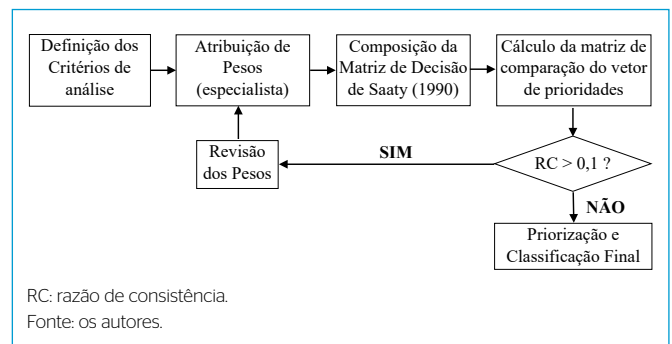 Definição dos
Critérios de
análise
Atribuição de
Pesos
(especialista)
Composição da
Matriz de Decisão
de Saaty (1990)
Cálculo da matriz de
comparação do vetor
de prioridades
Revisão
dos Pesos
SIM
RC > 0,1 ?
NÃO
Priorização e
Classificação Final
RC: razão de consistência.
Fonte: os autores.